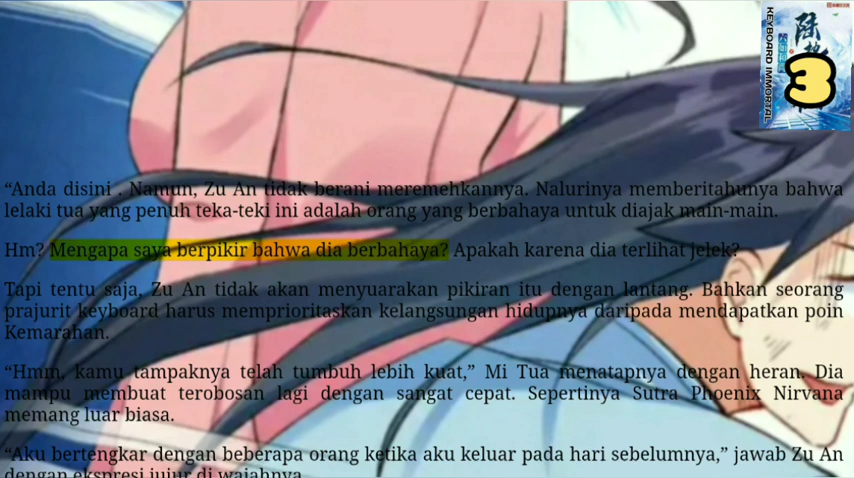 KEYBOARD IMMORTAL
3
“Anda disini . Namun, Zu An tidak berani meremehkannya. Nalurinya memberitahunya bahwa
lelaki tua yang penuh teka-teki ini adalah orang yang berbahaya untuk diajak main-main.
Hm? Mengapa saya berpikir bahwa dia berbahaya? Apakah karena dia terlihat jelek?
Tapi tentu saja, Zu An tidak akan menyuarakan pikiran itu dengan lantang. Bahkan seorang
prajurit keyboard harus memprioritaskan kelangsungan hidupnya daripada mendapatkan poin
Kemarahan.
“Hmm, kamu tampaknya telah tumbuh lebih kuat,” Mi Tua menatapnya dengan heran. Dia
mampu membuat terobosan lagi dengan sangat cepat. Sepertinya Sutra Phoenix Nirvana
memang luar biasa.
“Aku bertengkar dengan beberapa orang ketika aku keluar pada hari sebelumnya,” jawab Zu An
dengan ekspresi jujur di wajahnya.